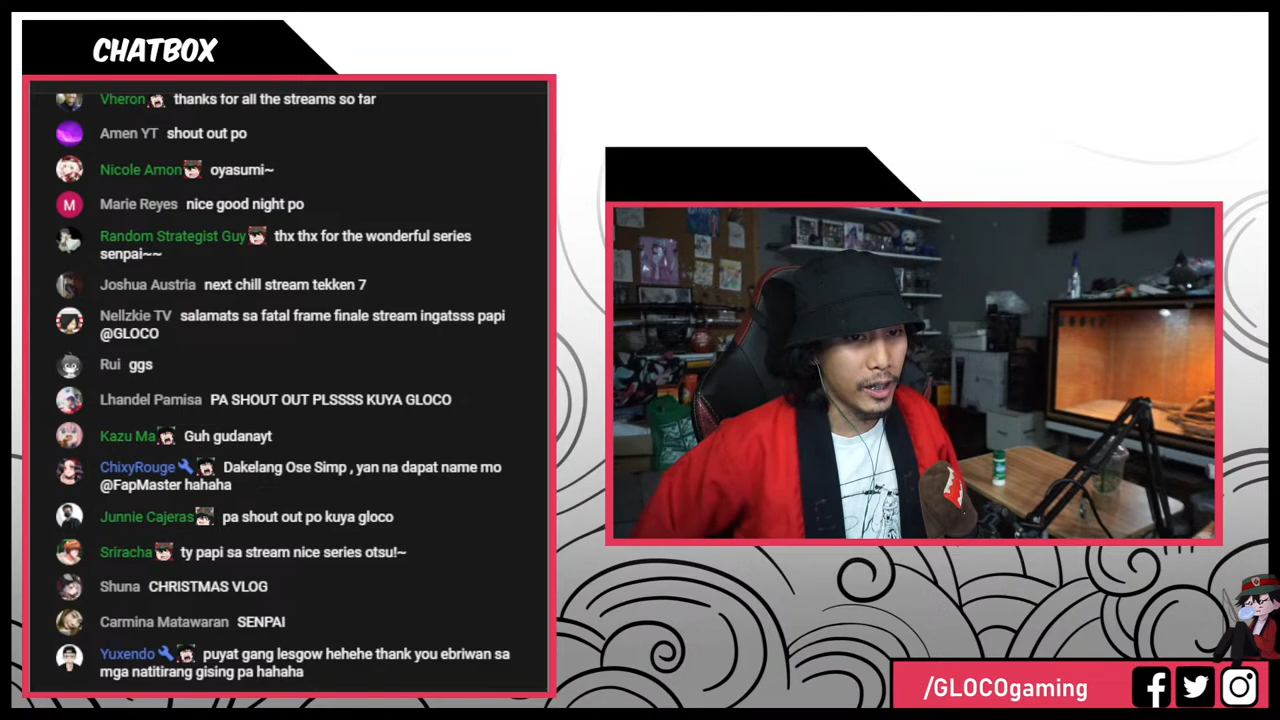 CHATBOX
Vheron thanks for all the streams so far
Amen YT shout out po
Nicole Amon oyasumi~
M
Marie Reyes nice good night po
Random Strategist Guy thx thx for the wonderful series
senpai~~
Joshua Austria next chill stream tekken 7
Nellzkie TV salamats sa fatal frame finale stream ingatsss papi
@GLOCO
Rui ggs
Lhandel Pamisa PA SHOUT OUT PLSSSS KUYA GLOCO
Kazu Ma Guh gudanayt
ChixyRouge Dakelang Ose Simp , yan na dapat name mo
@FapMaster hahaha
Junnie Cajeras pa shout out po kuya gloco
Sriracha ty papi sa stream nice series otsu!~
Shuna CHRISTMAS VLOG
Carmina Matawaran SENPAI
Yuxendo puyat gang lesgow hehehe thank you ebriwan sa
mga natitirang gising pa hahaha
/GLOCOgaming